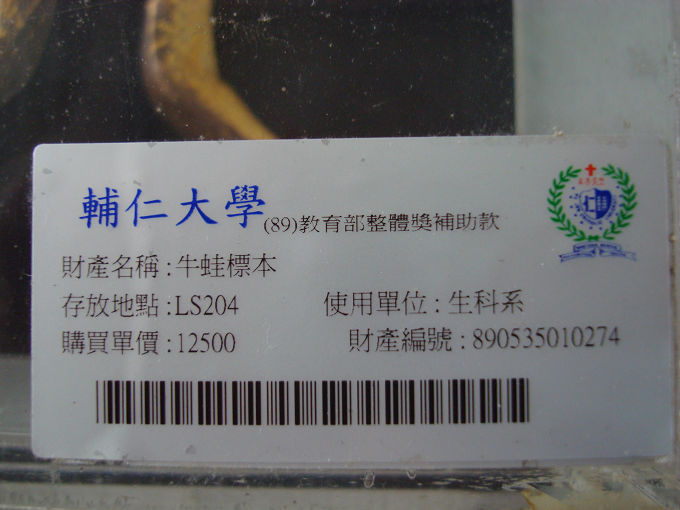 輔仁大學 (89)教育部整體獎補助款
財產名稱 : 牛蛙標本
存放地點 : LS204 使用單位 : 生科系
購買單價 : 12500 財產編號 : 890535010274